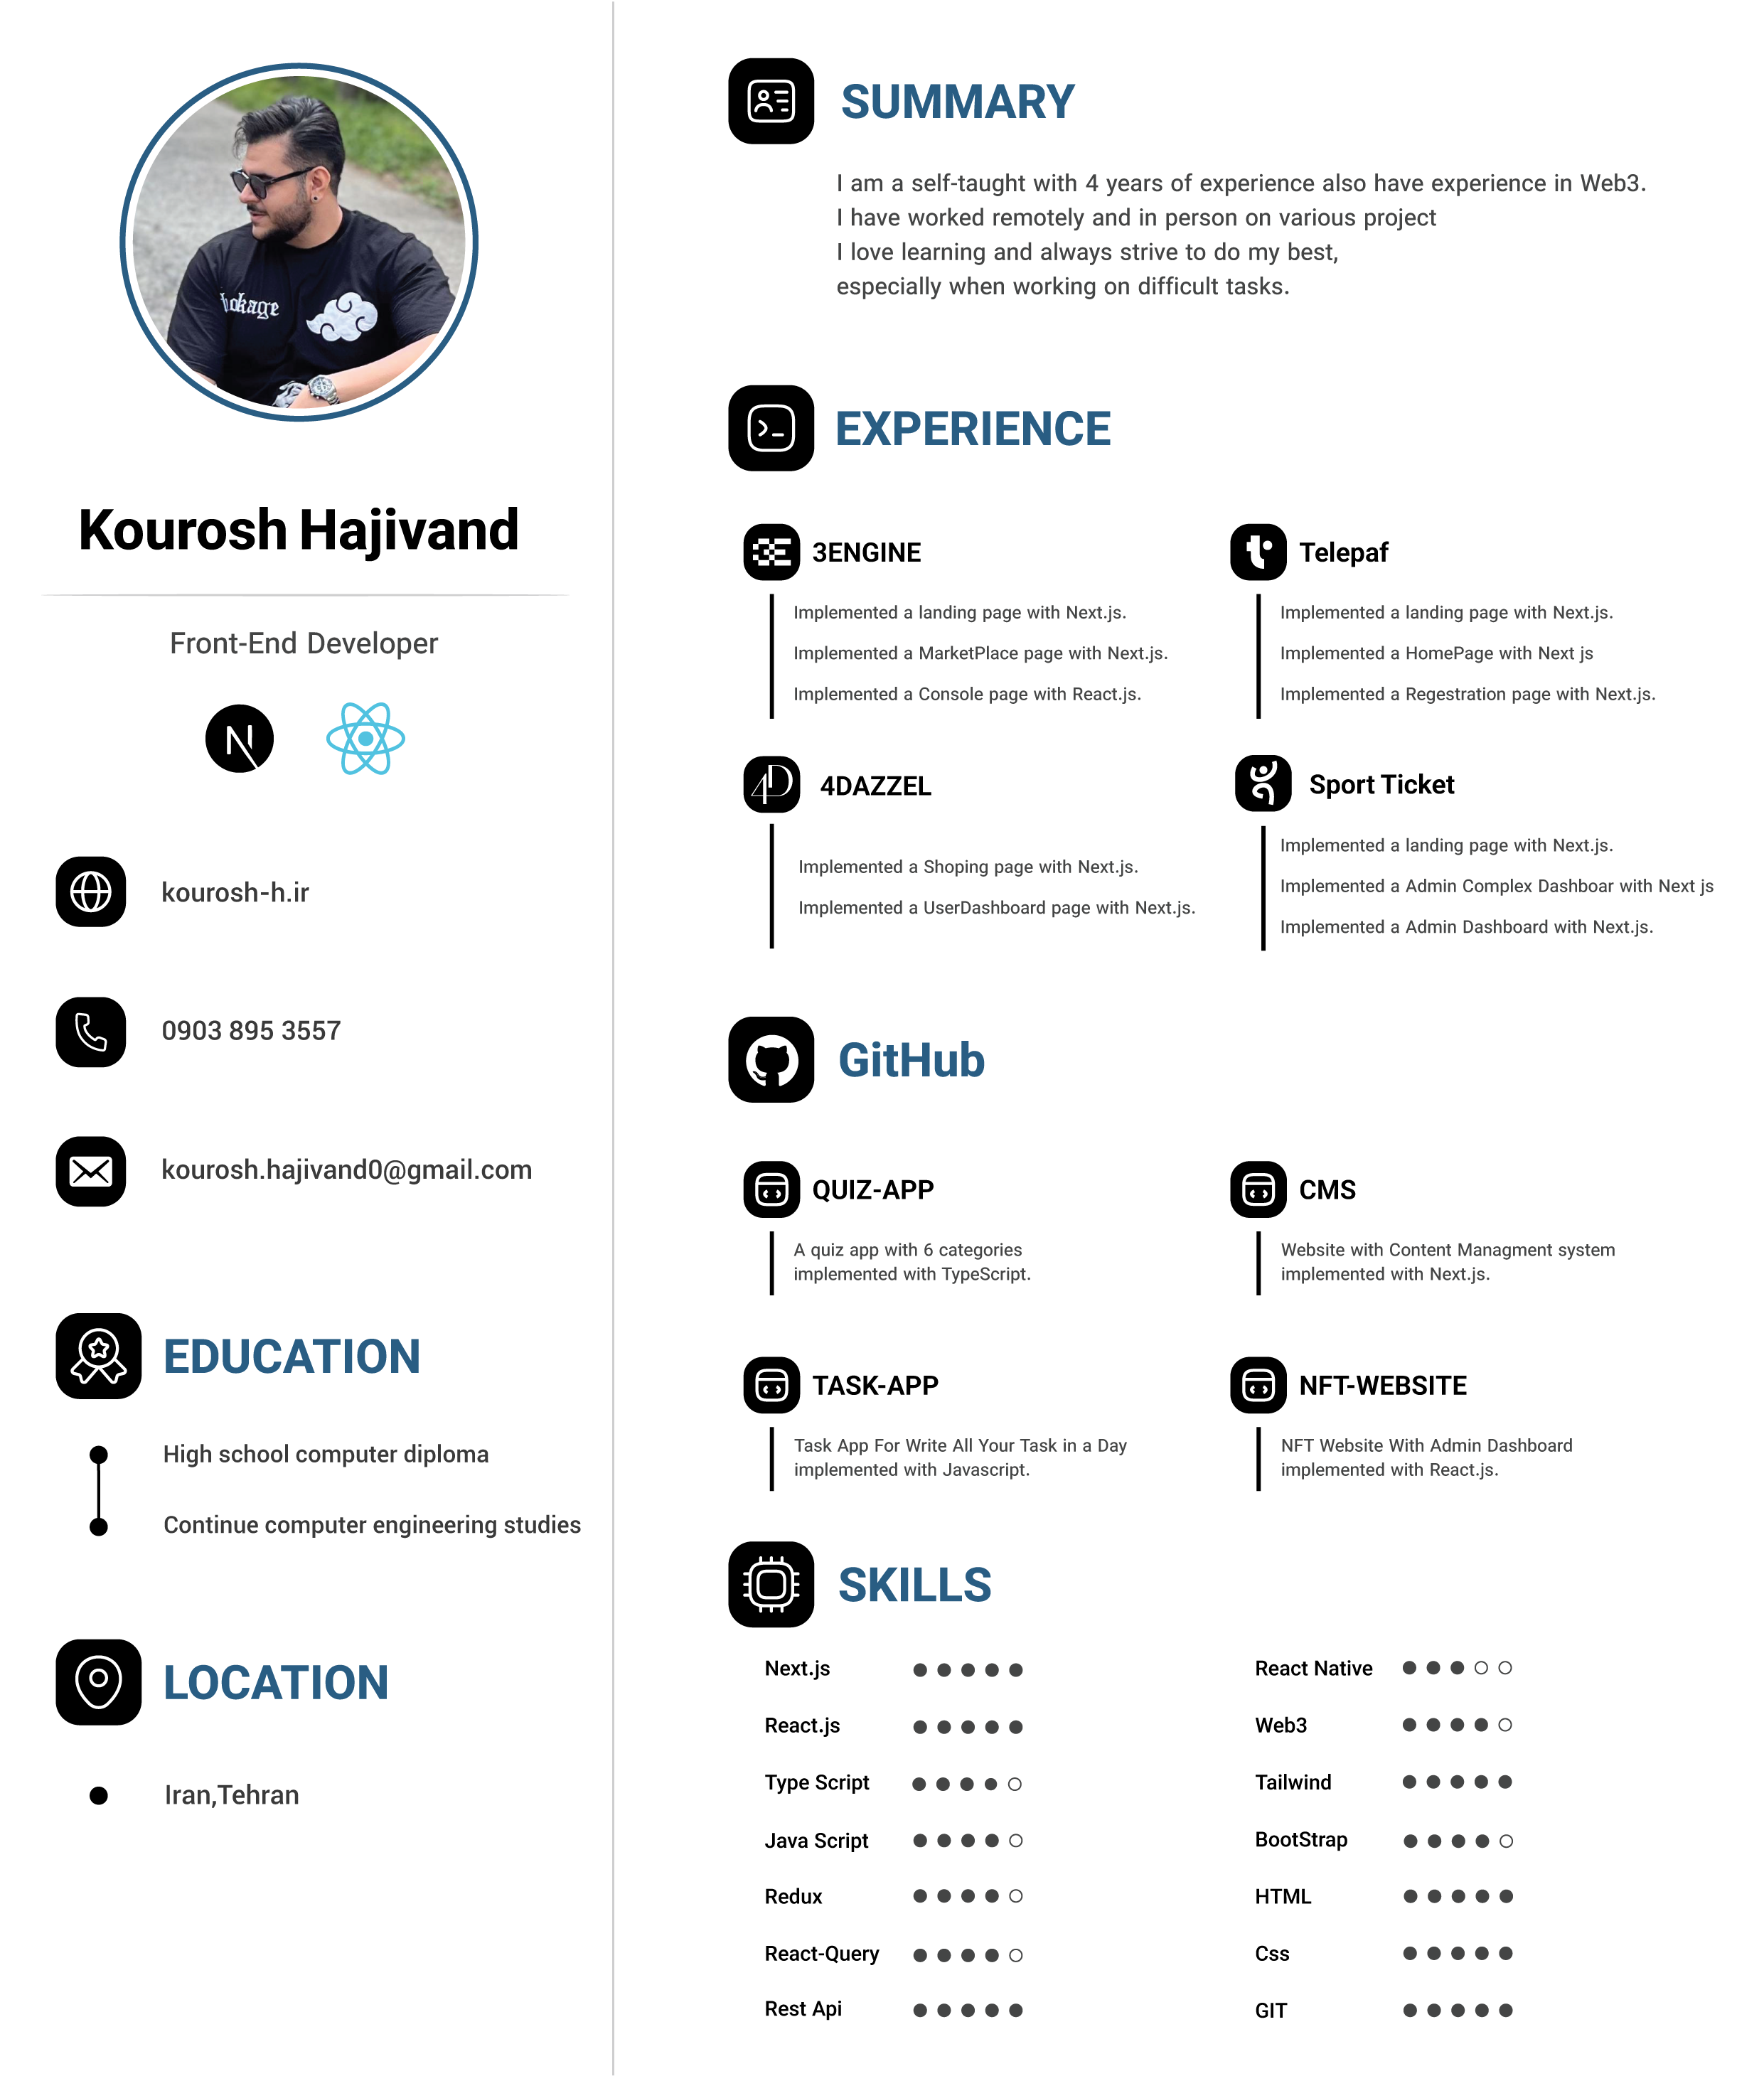 Kourosh Hajivand
Front-End Developer
kourosh-h.ir
0903 895 3557
kourosh.hajivand0@gmail.com
EDUCATION
High school computer diploma
Continue computer engineering studies
LOCATION
Iran,Tehran
SUMMARY
I am a self-taught with 4 years of experience also have experience in Web3.
I have worked remotely and in person on various project
I love learning and always strive to do my best,
especially when working on difficult tasks.
EXPERIENCE
3ENGINE
Implemented a landing page with Next.js.
Implemented a MarketPlace page with Next.js.
Implemented a Console page with React.js.
Telepaf
Implemented a landing page with Next.js.
Implemented a HomePage with Next js
Implemented a Regestration page with Next.js.
4DAZZEL
Implemented a Shoping page with Next.js.
Implemented a UserDashboard page with Next.js.
Sport Ticket
Implemented a landing page with Next.js.
Implemented a Admin Complex Dashboar with Next js
Implemented a Admin Dashboard with Next.js.
GitHub
QUIZ-APP
A quiz app with 6 categories
implemented with TypeScript.
CMS
Website with Content Managment system
implemented with Next.js.
TASK-APP
Task App For Write All Your Task in a Day
implemented with Javascript.
NFT-WEBSITE
NFT Website With Admin Dashboard
implemented with React.js.
SKILLS
Next.js
React.js
Type Script
Java Script
Redux
React-Query
Rest Api
React Native
Web3
Tailwind
BootStrap
HTML
Css
GIT